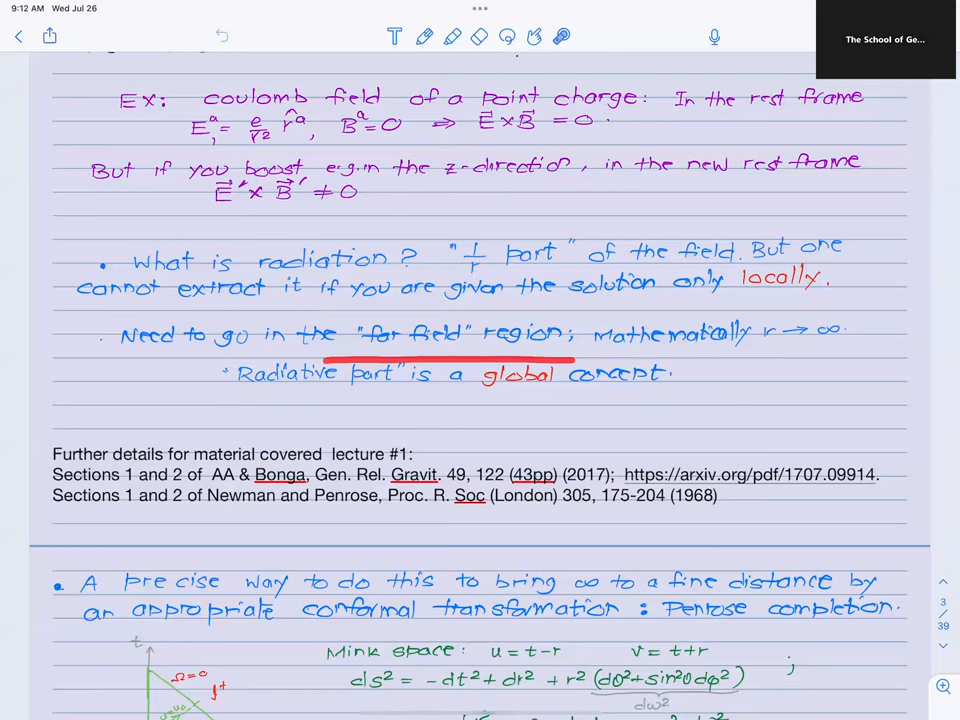 9:12 AM Wed Jul 26
The School of Ge...
Ex: Coulomb field of a point charge: In the rest frame
E^a = e/r² r̂^a, B^a = 0 ⇒ E⃗ x B⃗ = 0.
But if you boost, e.g. in the z-direction, in the new rest frame
E⃗' x B⃗' ≠ 0
• What is radiation? "1/r part" of the field. But one
cannot extract it if you are given the solution only locally.
. Need to go in the "far field" region; Mathematically r → ∞.
"Radiative part" is a global concept.
Further details for material covered lecture #1:
Sections 1 and 2 of AA & Bonga, Gen. Rel. Gravit. 49, 122 (43pp) (2017); https://arxiv.org/pdf/1707.09914.
Sections 1 and 2 of Newman and Penrose, Proc. R. Soc (London) 305, 175-204 (1968)
• A precise way to do this to bring ∞ to a fine distance by
an appropriate conformal transformation : Penrose completion.
3
/
39
t
Mink space: u = t-r v = t+r
Ω=0
ds² = -dt² + dr² + r² (dθ² + sin²θ dφ²) ;
I⁺
u=u₀
dω²